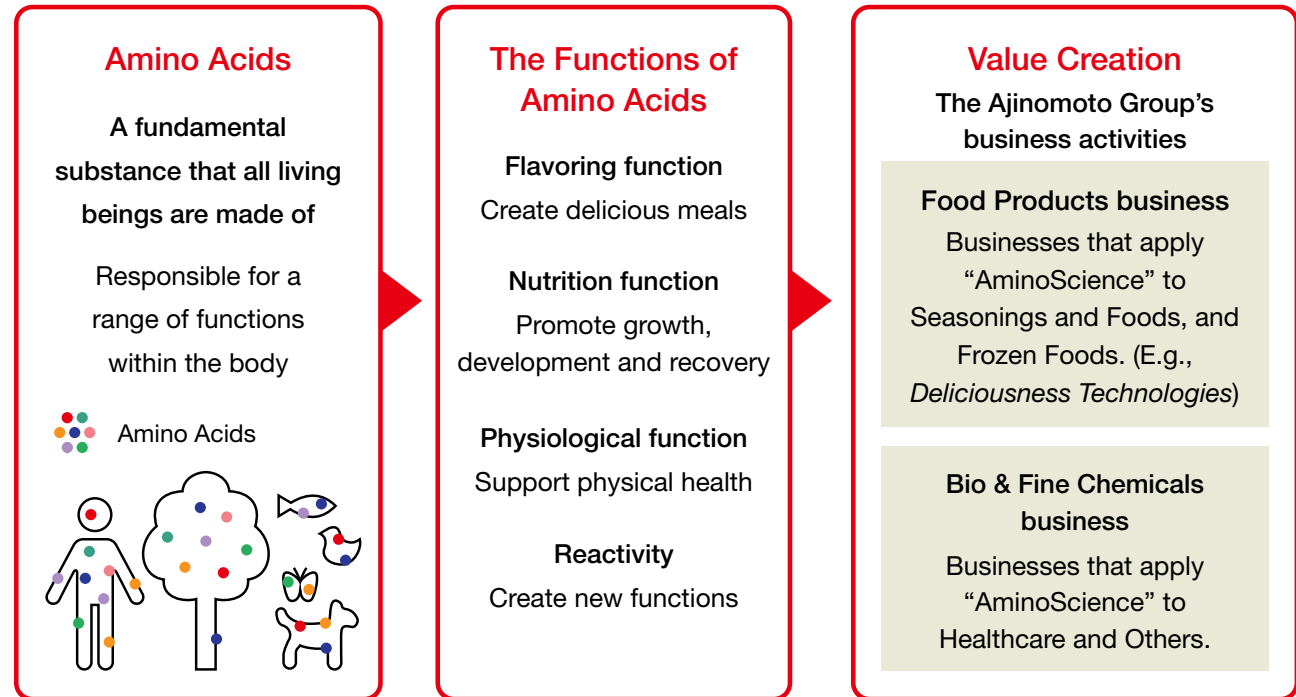 Amino Acids
A fundamental
substance that all living
beings are made of
Responsible for a
range of functions
within the body
Amino Acids
The Functions of
Amino Acids
Flavoring function
Create delicious meals
Nutrition function
Promote growth,
development and recovery
Physiological function
Support physical health
Reactivity
Create new functions
Value Creation
The Ajinomoto Group’s
business activities
Food Products business
Businesses that apply
“AminoScience” to
Seasonings and Foods, and
Frozen Foods. (E.g.,
Deliciousness Technologies)
Bio & Fine Chemicals
business
Businesses that apply
“AminoScience” to
Healthcare and Others.